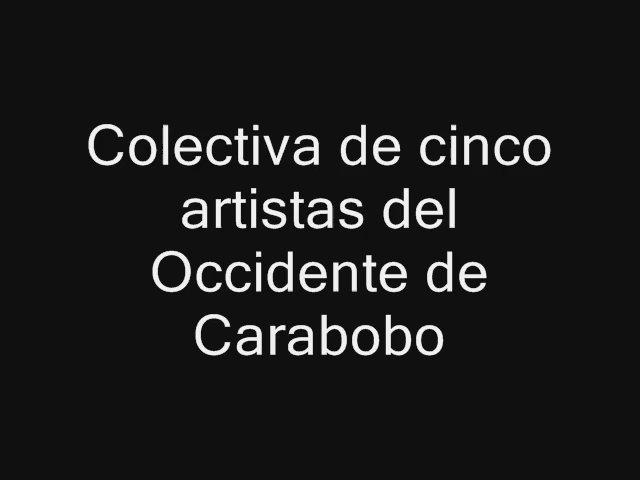 Colectiva de cinco
artistas del
Occidente de
Carabobo